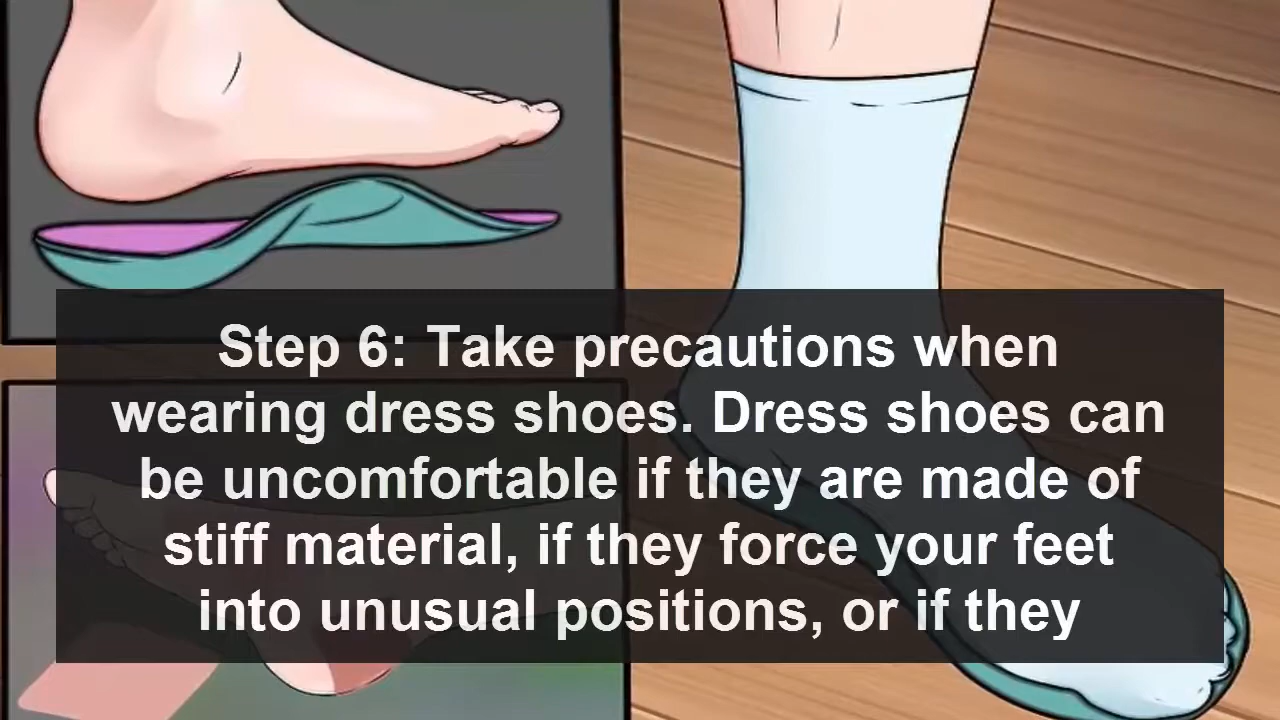 Step 6: Take precautions when
wearing dress shoes. Dress shoes can
be uncomfortable if they are made of
stiff material, if they force your feet
into unusual positions, or if they